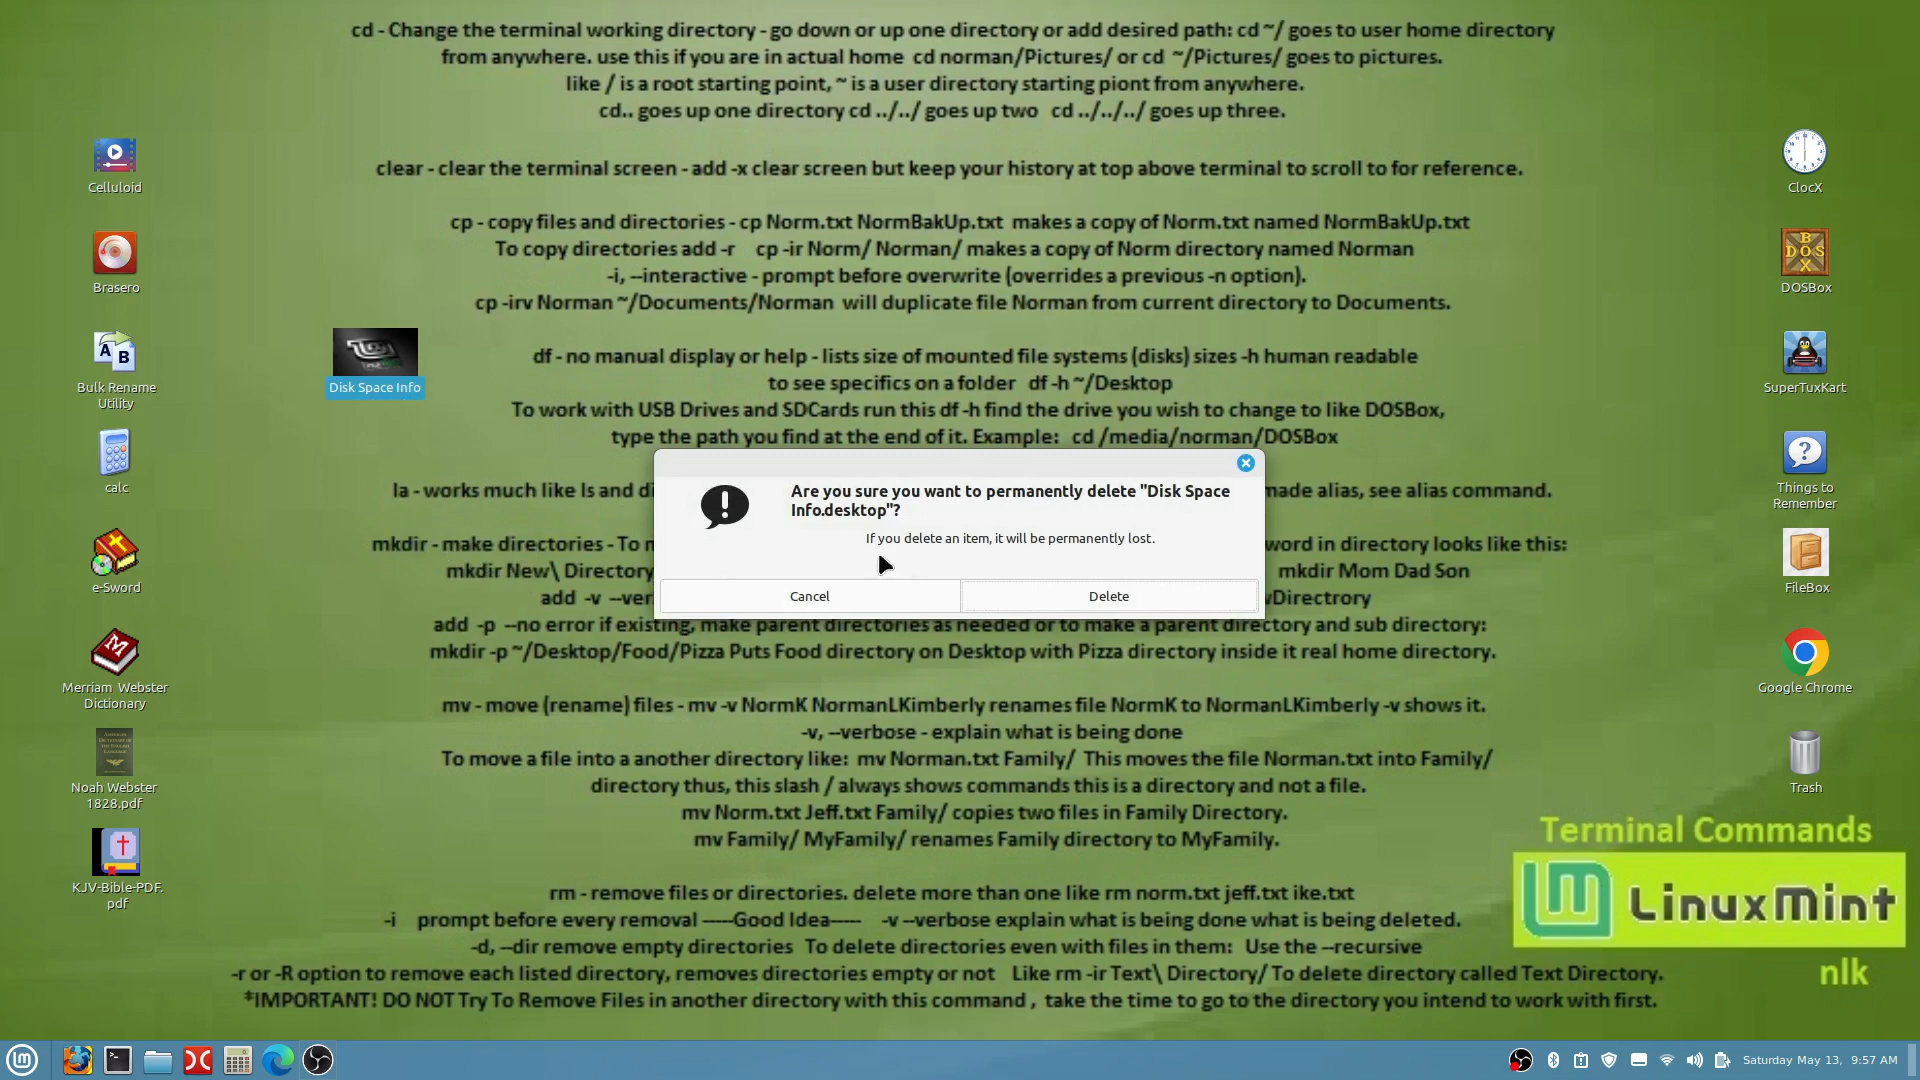 cd - Change the terminal working directory - go down or up one directory or add desired path: cd ~/ goes to user home directory
from anywhere. use this if you are in actual home cd norman/Pictures/ or cd ~/Pictures/ goes to pictures.
like / is a root starting point, ~ is a user directory starting piont from anywhere.
cd.. goes up one directory cd ../../ goes up two cd ../../../ goes up three.
clear - clear the terminal screen - add -x clear screen but keep your history at top above terminal to scroll to for reference.
cp - copy files and directories - cp Norm.txt NormBakUp.txt makes a copy of Norm.txt named NormBakUp.txt
To copy directories add -r cp -ir Norm/ Norman/ makes a copy of Norm directory named Norman
-i, --interactive - prompt before overwrite (overrides a previous -n option).
cp -irv Norman ~/Documents/Norman will duplicate file Norman from current directory to Documents.
df - no manual display or help - lists size of mounted file systems (disks) sizes -h human readable
to see specifics on a folder df -h ~/Desktop
To work with USB Drives and SDCards run this df -h find the drive you wish to change to like DOSBox,
type the path you find at the end of it. Example: cd /media/norman/DOSBox
la - works much like ls and di
made alias, see alias command.
mkdir - make directories - To n
word in directory looks like this:
mkdir New\ Directory
mkdir Mom Dad Son
add -v --ver
wDirectrory
add -p --no error if existing, make parent directories as needed or to make a parent directory and sub directory:
mkdir -p ~/Desktop/Food/Pizza Puts Food directory on Desktop with Pizza directory inside it real home directory.
mv - move (rename) files - mv -v NormK NormanLKimberly renames file NormK to NormanLKimberly -v shows it.
-v, --verbose - explain what is being done
To move a file into a another directory like: mv Norman.txt Family/ This moves the file Norman.txt into Family/
directory thus, this slash / always shows commands this is a directory and not a file.
mv Norm.txt Jeff.txt Family/ copies two files in Family Directory.
mv Family/ MyFamily/ renames Family directory to MyFamily.
rm - remove files or directories. delete more than one like rm norm.txt jeff.txt ike.txt
-i prompt before every removal -----Good Idea----- -v --verbose explain what is being done what is being deleted.
-d, --dir remove empty directories To delete directories even with files in them: Use the --recursive
-r or -R option to remove each listed directory, removes directories empty or not Like rm -ir Text\ Directory/ To delete directory called Text Directory.
*IMPORTANT! DO NOT Try To Remove Files in another directory with this command , take the time to go to the directory you intend to work with first.
Are you sure you want to permanently delete "Disk Space
Info.desktop"?
If you delete an item, it will be permanently lost.
Cancel
Delete
Celluloid
Brasero
Bulk Rename
Utility
calc
e-Sword
Merriam Webster
Dictionary
Noah Webster
1828.pdf
KJV-Bible-PDF.
pdf
Disk Space Info
ClocX
DOSBox
SuperTuxKart
Things to
Remember
FileBox
Google Chrome
Trash
Terminal Commands
LinuxMint
nlk
Saturday May 13, 9:57 AM